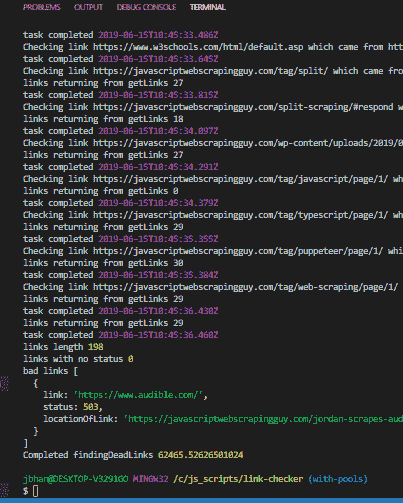 PROBLEMS OUTPUT DEBUG CONSOLE TERMINAL
task completed 2019-06-15T10:45:33.486Z
Checking link https://www.w3schools.com/html/default.asp which came from htt
task completed 2019-06-15T10:45:33.645Z
Checking link https://javascriptwebscrapingguy.com/tag/split/ which came fro
links returning from getLinks 27
task completed 2019-06-15T10:45:33.815Z
Checking link https://javascriptwebscrapingguy.com/split-scraping/#respond w
links returning from getLinks 18
task completed 2019-06-15T10:45:34.097Z
Checking link https://javascriptwebscrapingguy.com/wp-content/uploads/2019/0
links returning from getLinks 27
task completed 2019-06-15T10:45:34.291Z
Checking link https://javascriptwebscrapingguy.com/tag/javascript/page/1/ wh
links returning from getLinks 0
task completed 2019-06-15T10:45:34.379Z
Checking link https://javascriptwebscrapingguy.com/tag/typescript/page/1/ wh
links returning from getLinks 29
task completed 2019-06-15T10:45:35.355Z
Checking link https://javascriptwebscrapingguy.com/tag/puppeteer/page/1/ whi
links returning from getLinks 30
task completed 2019-06-15T10:45:35.384Z
Checking link https://javascriptwebscrapingguy.com/tag/web-scraping/page/1/
links returning from getLinks 29
task completed 2019-06-15T10:45:36.430Z
links returning from getLinks 29
task completed 2019-06-15T10:45:36.460Z
links length 198
links with no status 0
bad links [
{
link: 'https://www.audible.com/',
status: 503,
locationOfLink: 'https://javascriptwebscrapingguy.com/jordan-scrapes-aud
}
]
Completed findingDeadLinks 62465.52626501024
jbhan@DESKTOP-V3291GO MINGW32 /c/js_scripts/link-checker (with-pools)
$